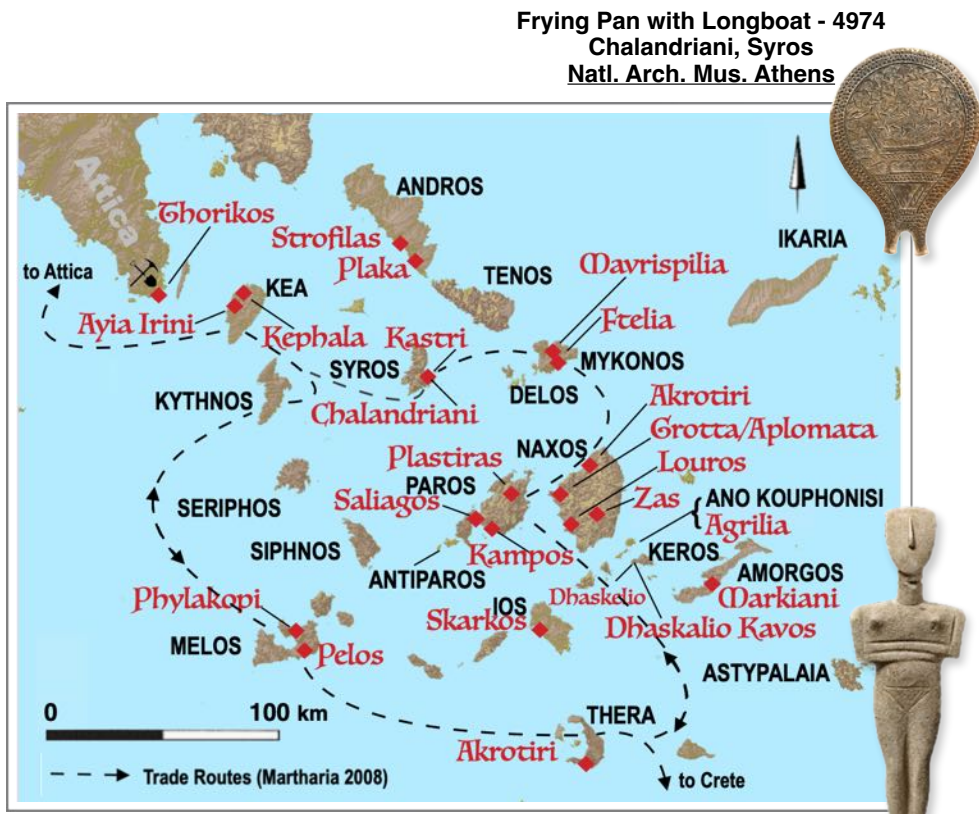 Frying Pan with Longboat - 4974
Chalandriani, Syros
Natl. Arch. Mus. Athens
Attica
ANDROS
Thorikos
Strofilas
Plaka
IKARIA
to Attica
TENOS
Mavrispilia
KEA
Ayia Irini
Kephala
Kastri
Ftelia
SYROS
MYKONOS
KYTHNOS
Chalandriani
DELOS
Akrotiri
Grotta/Aplomata
NAXOS
Plastiras
Louros
PAROS
Saliagos
Zas
ANO KOUPHONISI
SERIPHOS
{ Agrilia
SIPHNOS
Kampos
KEROS
ANTIPAROS
AMORGOS
Dhaskelio
Phylakopi
IOS
Markiani
Skarkos
Dhaskalio Kavos
MELOS
Pelos
ASTYPALAIA
0 100 km
THERA
Akrotiri
Trade Routes (Martharia 2008)
to Crete